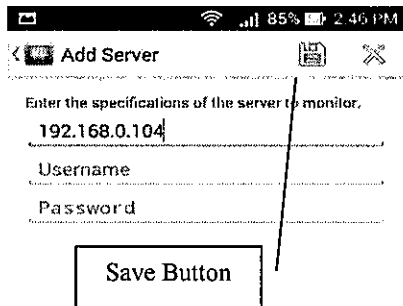 85% 2:46 PM
Add Server
Enter the specifications of the server to monitor.
192.168.0.104
Username
Password
Save Button